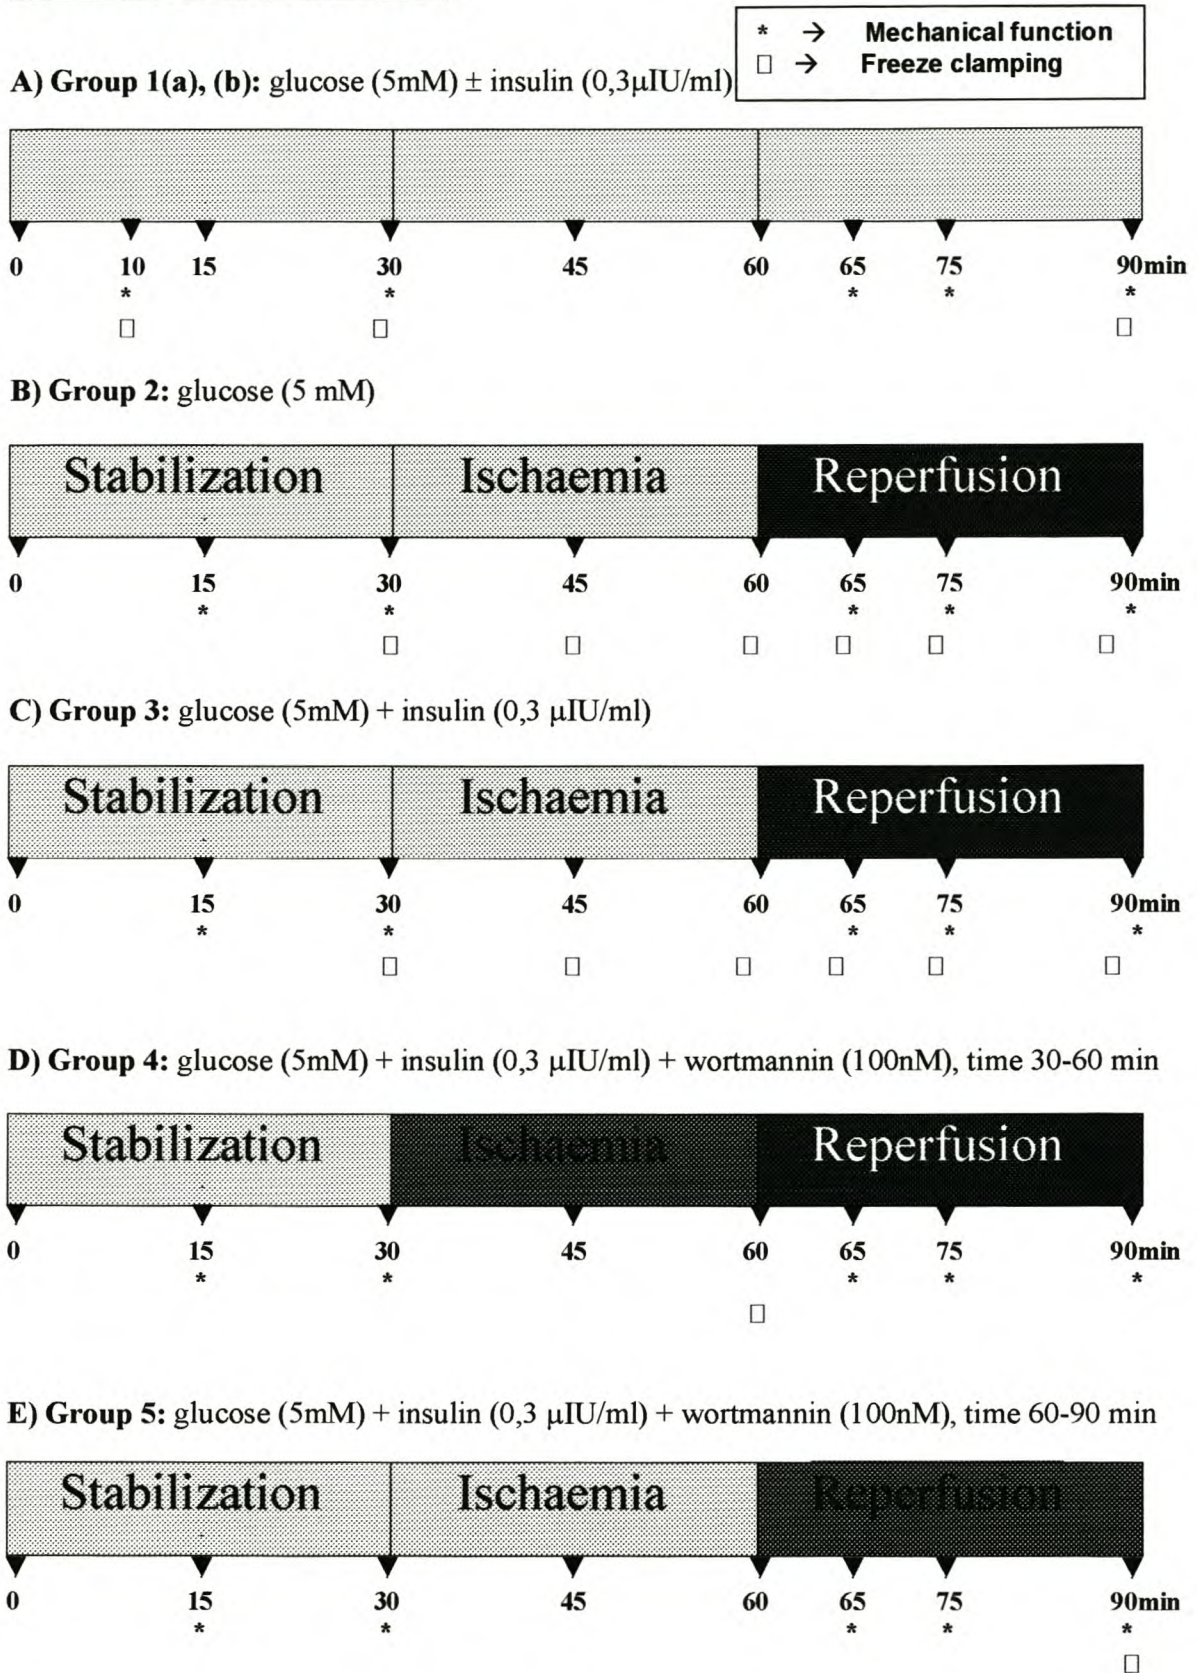 * → Mechanical function
□ → Freeze clamping
A) Group 1(a), (b): glucose (5mM) ± insulin (0,3µIU/ml)
0 10 15 30 45 60 65 75 90min
* * * * *
□ □ □
B) Group 2: glucose (5 mM)
Stabilization Ischaemia Reperfusion
0 15 30 45 60 65 75 90min
* * * * *
□ □ □ □ □ □
C) Group 3: glucose (5mM) + insulin (0,3 µIU/ml)
Stabilization Ischaemia Reperfusion
0 15 30 45 60 65 75 90min
* * * * *
□ □ □ □ □ □
D) Group 4: glucose (5mM) + insulin (0,3 µIU/ml) + wortmannin (100nM), time 30-60 min
Stabilization Ischaemia Reperfusion
0 15 30 45 60 65 75 90min
* * * * *
□
E) Group 5: glucose (5mM) + insulin (0,3 µIU/ml) + wortmannin (100nM), time 60-90 min
Stabilization Ischaemia Reperfusion
0 15 30 45 60 65 75 90min
* * * * *
□